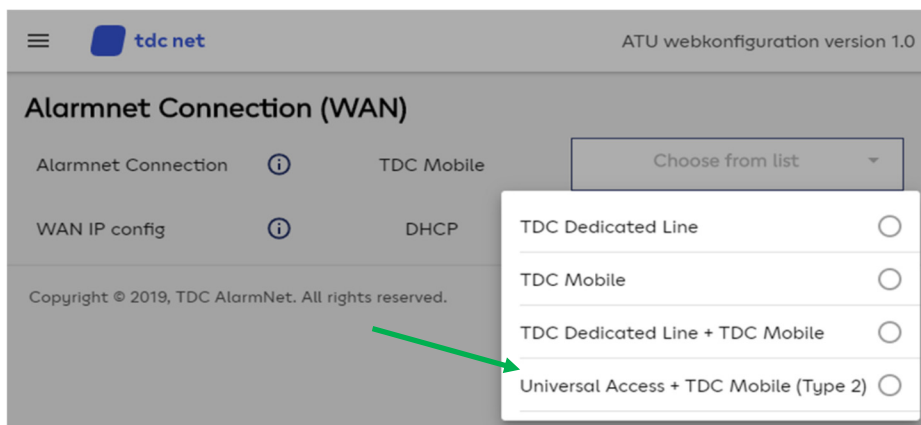 tdc net
ATU webkonfiguration version 1.0
Alarmnet Connection (WAN)
Alarmnet Connection
TDC Mobile
Choose from list
WAN IP config
DHCP
TDC Dedicated Line
TDC Mobile
TDC Dedicated Line + TDC Mobile
Universal Access + TDC Mobile (Type 2)
Copyright © 2019, TDC AlarmNet. All rights reserved.